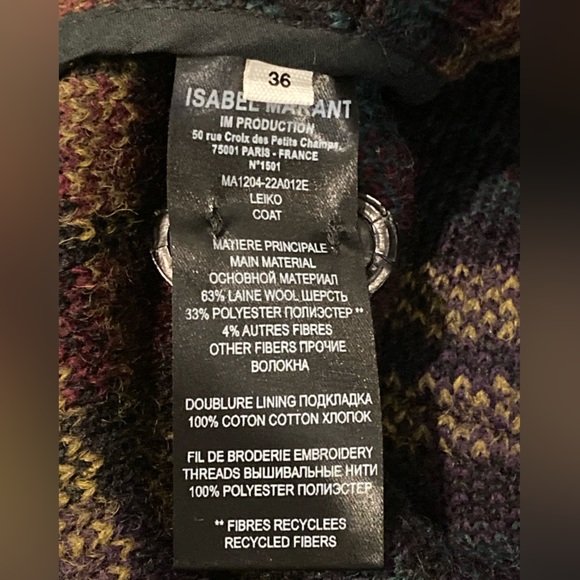 36
ISABEL MARANT
IM PRODUCTION
50 rue Croix des Petits Champs
75001 PARIS - FRANCE
N°1501
MA1204-22A012E
LEIKO
COAT
MATIERE PRINCIPALE -
MAIN MATERIAL
ОСНОВНОЙ МАТЕРИАЛ
63% LAINE WOOL ШЕРСТЬ
33% POLYESTER ПОЛИЭСТЕР **
4% AUTRES FIBRES
OTHER FIBERS ПРОЧИЕ
ВОЛОКНА
DOUBLURE LINING ПОДКЛАДКА
100% COTON COTTON ХЛОПОК
FIL DE BRODERIE EMBROIDERY
THREADS ВЫШИВАЛЬНЫЕ НИТИ
100% POLYESTER ПОЛИЭСТЕР
** FIBRES RECYCLEES
RECYCLED FIBERS